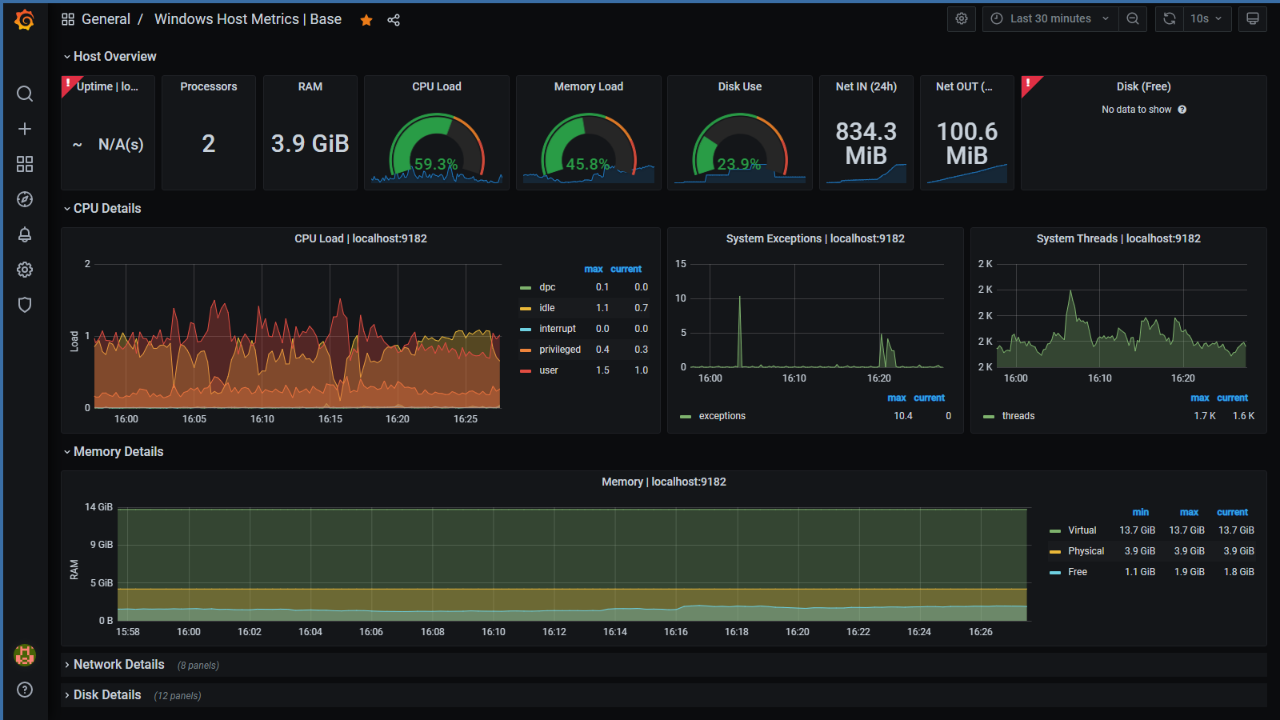 General / Windows Host Metrics | Base
Last 30 minutes
10s
Host Overview
! Uptime | lo...
~ N/A(s)
Processors
2
RAM
3.9 GiB
CPU Load
59.3%
Memory Load
45.8%
Disk Use
23.9%
Net IN (24h)
834.3
MiB
Net OUT (...
100.6
MiB
! Disk (Free)
No data to show ?
CPU Details
CPU Load | localhost:9182
2
1
0
Load
16:00 16:05 16:10 16:15 16:20 16:25
max current
dpc 0.1 0.0
idle 1.1 0.7
interrupt 0.0 0.0
privileged 0.4 0.3
user 1.5 1.0
System Exceptions | localhost:9182
15
10
5
0
16:00 16:10 16:20
max current
exceptions 10.4 0
System Threads | localhost:9182
2 K
2 K
2 K
2 K
2 K
16:00 16:10 16:20
max current
threads 1.7 K 1.6 K
Memory Details
Memory | localhost:9182
14 GiB
9 GiB
5 GiB
0 B
RAM
15:58 16:00 16:02 16:04 16:06 16:08 16:10 16:12 16:14 16:16 16:18 16:20 16:22 16:24 16:26
min max current
Virtual 13.7 GiB 13.7 GiB 13.7 GiB
Physical 3.9 GiB 3.9 GiB 3.9 GiB
Free 1.1 GiB 1.9 GiB 1.8 GiB
Network Details (8 panels)
Disk Details (12 panels)